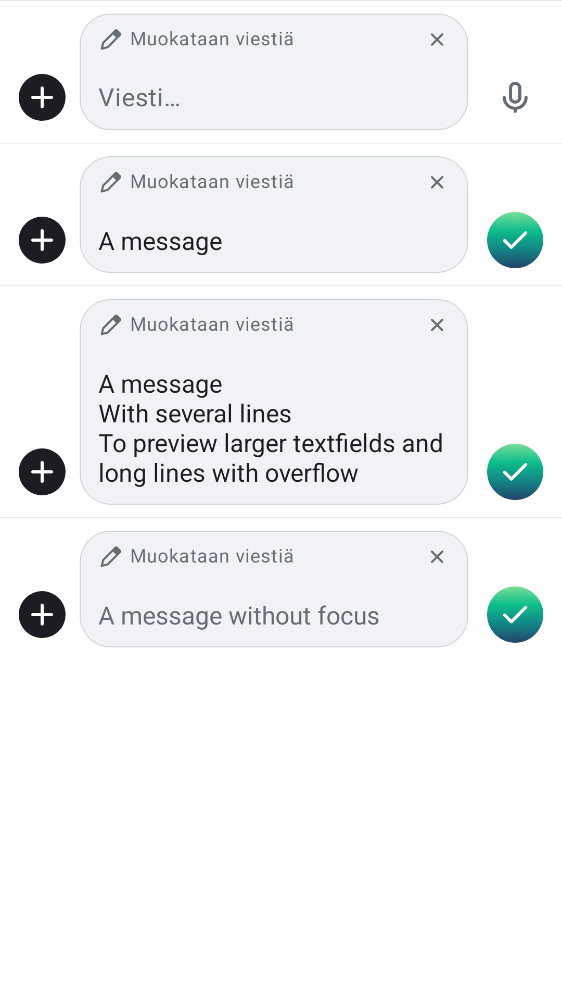 Muokataan viestiä
Viesti…
Muokataan viestiä
A message
Muokataan viestiä
A message
With several lines
To preview larger textfields and
long lines with overflow
Muokataan viestiä
A message without focus